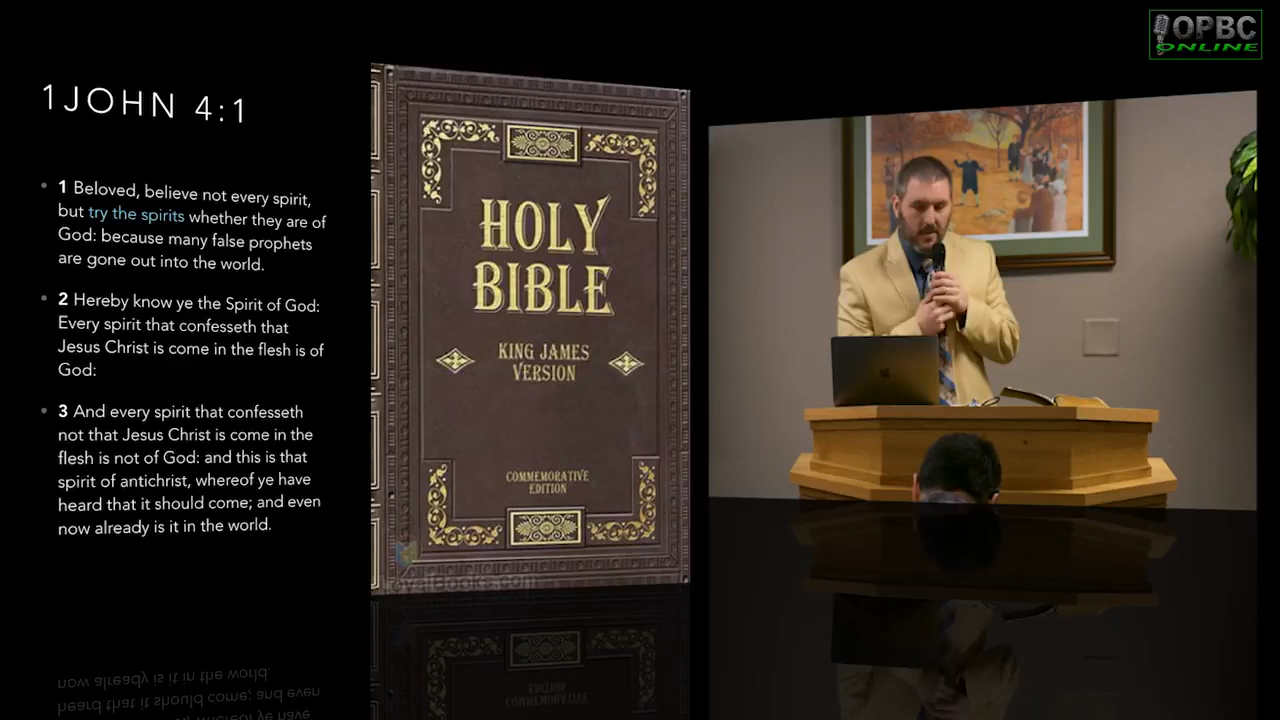 OPBC
ONLINE
1JOHN 4:1
1 Beloved, believe not every spirit,
but try the spirits whether they are of
God: because many false prophets
are gone out into the world.
2 Hereby know ye the Spirit of God:
Every spirit that confesseth that
Jesus Christ is come in the flesh is of
God:
3 And every spirit that confesseth
not that Jesus Christ is come in the
flesh is not of God: and this is that
spirit of antichrist, whereof ye have
heard that it should come; and even
now already is it in the world.
HOLY
BIBLE
KING JAMES
VERSION
COMMEMORATIVE
EDITION